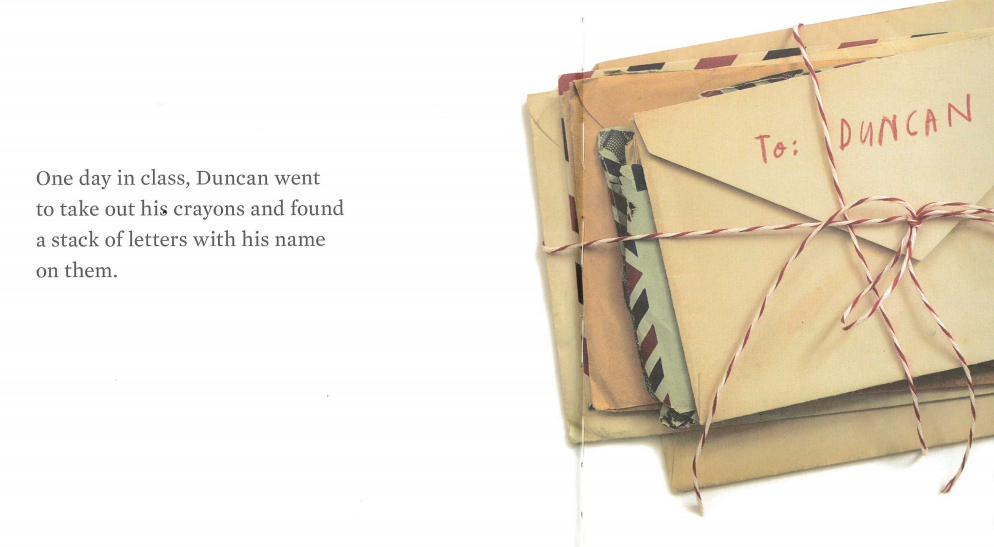 One day in class, Duncan went
to take out his crayons and found
a stack of letters with his name
on them.
To: DUNCAN